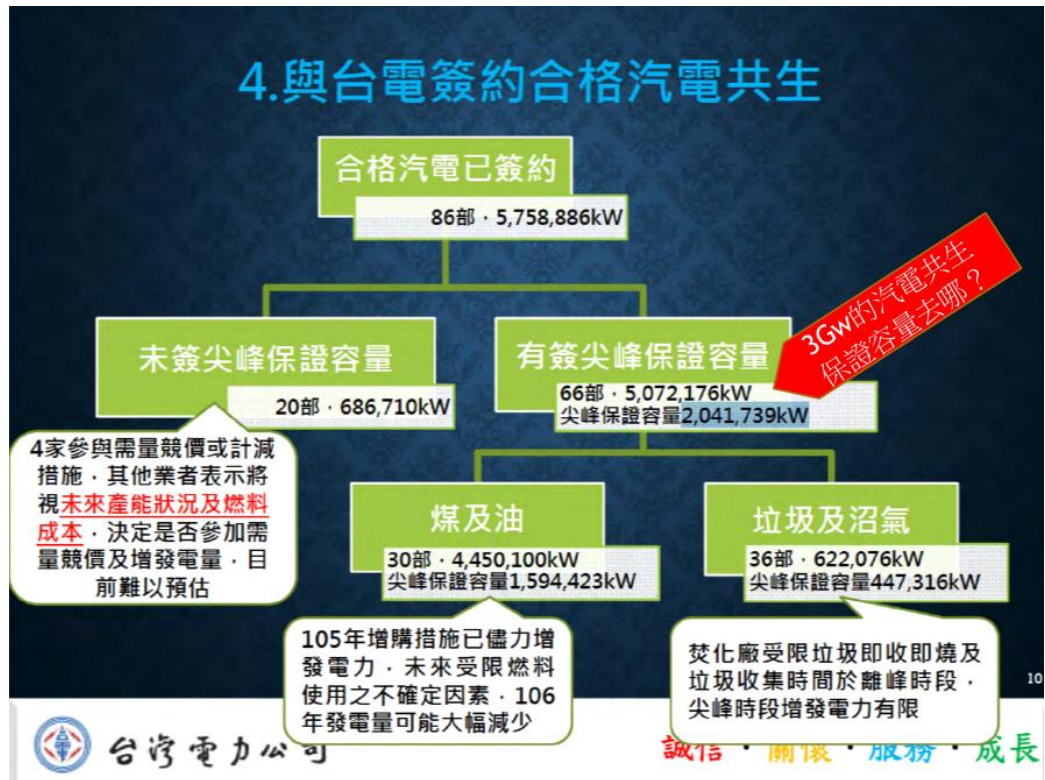 4.與台電簽約合格汽電共生
合格汽電已簽約
86部，5,758,886kW
3Gw的汽電共生
保證容量去哪？
未簽尖峰保證容量
20部，686,710kW
有簽尖峰保證容量
66部，5,072,176kW
尖峰保證容量2,041,739kW
4家參與需量競價或計減
措施，其他業者表示將
視未來產能狀況及燃料
成本，決定是否參加需
量競價及增發電量，目
前難以預估
煤及油
30部，4,450,100kW
尖峰保證容量1,594,423kW
垃圾及沼氣
36部，622,076kW
尖峰保證容量447,316kW
105年增購措施已儘力增
發電力，未來受限燃料
使用之不確定因素，106
年發電量可能大幅減少
焚化廠受限垃圾即收即燒及
垃圾收集時間於離峰時段，
尖峰時段增發電力有限
10
台灣電力公司
誠信‧關懷‧服務‧成長